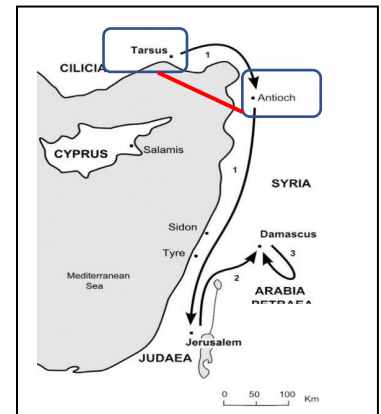 Tarsus
1
CILICIA
Antioch
CYPRUS
Salamis
1
SYRIA
Sidon
Damascus
Tyre
3
2
Mediterranean
Sea
ARABIA
PETRAEA
Jerusalem
JUDAEA
0 50 100 Km